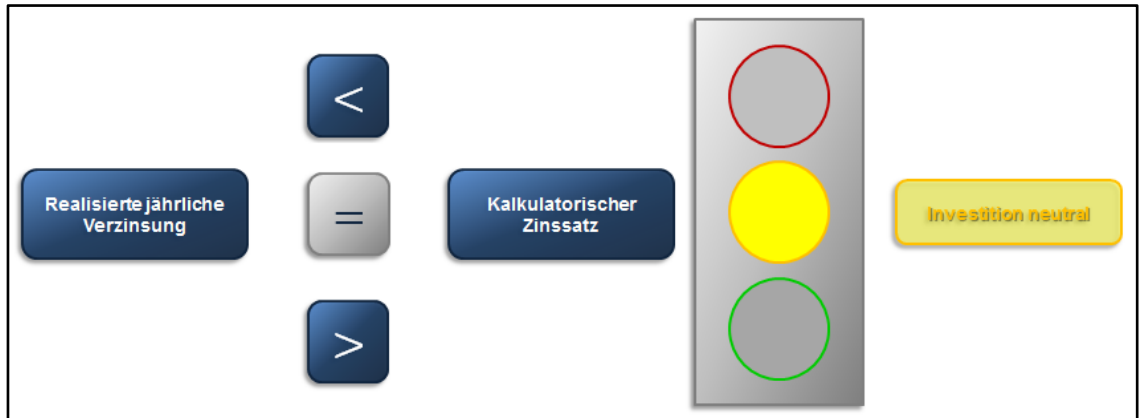 <
Realisierte jährliche
Verzinsung
=
Kalkulatorischer
Zinssatz
Investition neutral
>